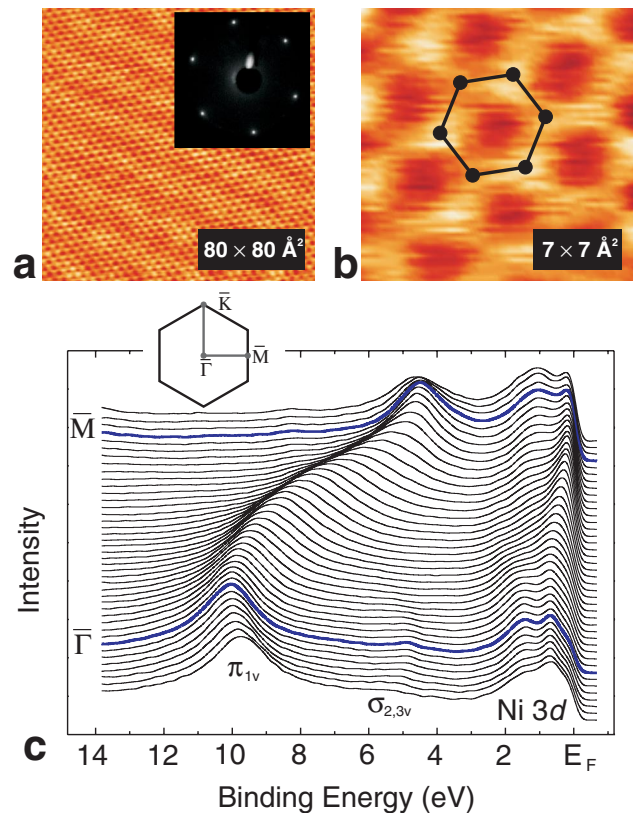 a
80 × 80 Å²
b
7 × 7 Å²
K̅
Γ̅
M̅
M̅
Γ̅
Intensity
π1v
σ2,3v
Ni 3d
c
14 12 10 8 6 4 2 EF
Binding Energy (eV)